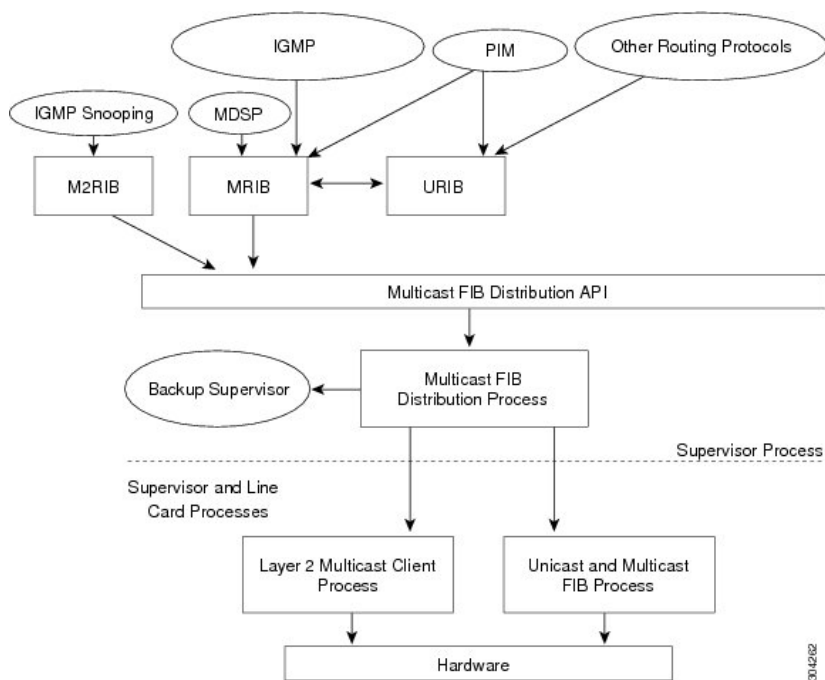 IGMP
PIM
Other Routing Protocols
IGMP Snooping
MDSP
M2RIB
MRIB
URIB
Multicast FIB Distribution API
Backup Supervisor
Multicast FIB
Distribution Process
Supervisor Process
Supervisor and Line
Card Processes
Layer 2 Multicast Client
Process
Unicast and Multicast
FIB Process
Hardware
304262